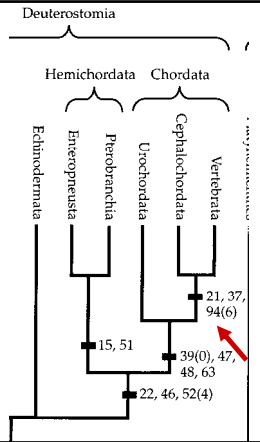 Deuterostomia
Hemichordata Chordata
Echinodermata
Enteropneusta
Pterobranchia
Urochordata
Cephalochordata
Vertebrata
21, 37,
94(6)
15, 51
39(0), 47,
48, 63
22, 46, 52(4)